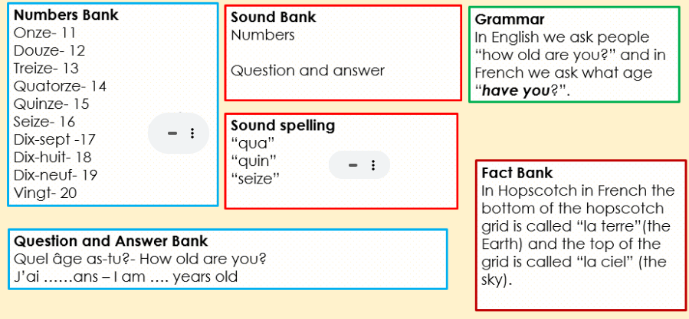 Numbers Bank
Onze- 11
Douze- 12
Treize- 13
Quatorze- 14
Quinze- 15
Seize- 16
Dix-sept -17
Dix-huit- 18
Dix-neuf- 19
Vingt- 20
Sound Bank
Numbers
Question and answer
Sound spelling
“qua”
“quin”
“seize”
Grammar
In English we ask people
“how old are you?” and in
French we ask what age
“have you?”.
Question and Answer Bank
Quel âge as-tu?- How old are you?
J’ai ……ans – I am …. years old
Fact Bank
In Hopscotch in French the
bottom of the hopscotch
grid is called “la terre”(the
Earth) and the top of the
grid is called “la ciel” (the
sky).